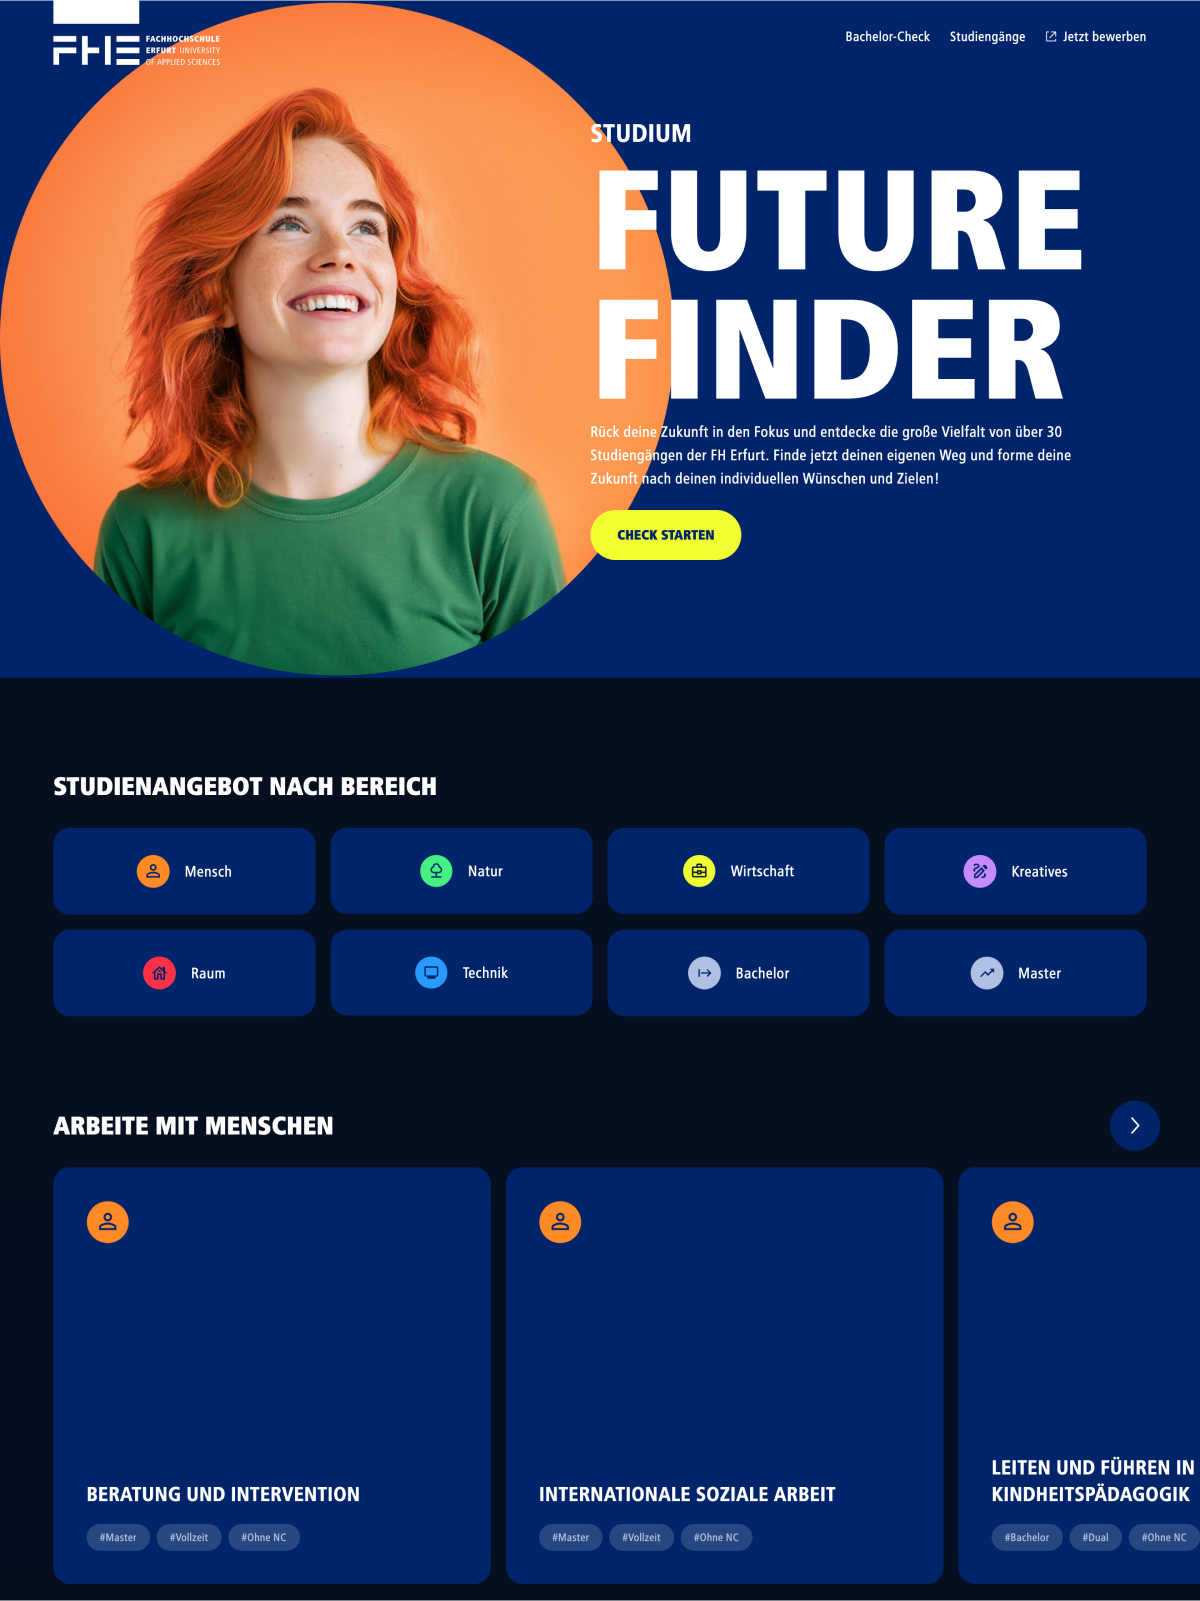 FACHHOCHSCHULE
ERFURT UNIVERSITY
OF APPLIED SCIENCES
FHE
Bachelor-Check
Studiengänge
Jetzt bewerben
STUDIUM
FUTURE
FINDER
Rück deine Zukunft in den Fokus und entdecke die große Vielfalt von über 30
Studiengängen der FH Erfurt. Finde jetzt deinen eigenen Weg und forme deine
Zukunft nach deinen individuellen Wünschen und Zielen!
CHECK STARTEN
STUDIENANGEBOT NACH BEREICH
Mensch
Natur
Wirtschaft
Kreatives
Raum
Technik
Bachelor
Master
ARBEITE MIT MENSCHEN
BERATUNG UND INTERVENTION
#Master
#Vollzeit
#Ohne NC
INTERNATIONALE SOZIALE ARBEIT
#Master
#Vollzeit
#Ohne NC
LEITEN UND FÜHREN IN
KINDHEITSPÄDAGOGIK
#Bachelor
#Dual
#Ohne NC